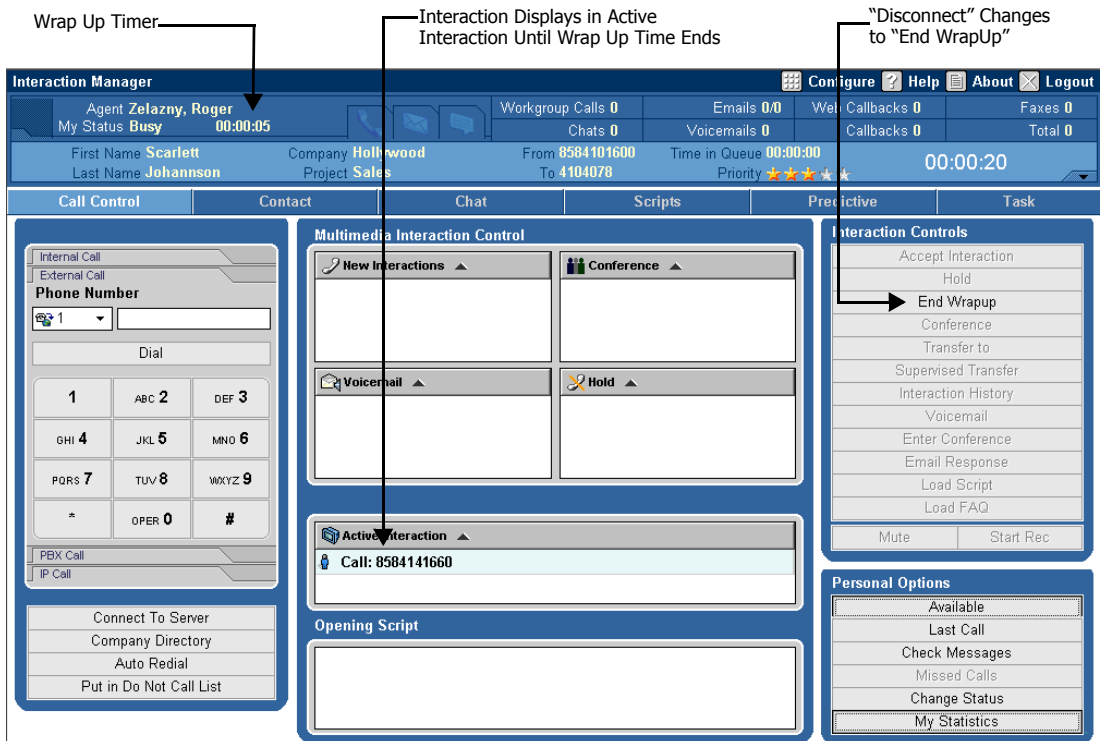 Wrap Up Timer
Interaction Displays in Active
Interaction Until Wrap Up Time Ends
“Disconnect” Changes
to “End WrapUp”
Interaction Manager
Configure ? Help About Logout
Agent Zelazny, Roger
My Status Busy 00:00:05
Workgroup Calls 0 Emails 0/0 Web Callbacks 0 Faxes 0
Chats 0 Voicemails 0 Callbacks 0 Total 0
First Name Scarlett Company Hollywood From 8584101600 Time in Queue 00:00:00
Last Name Johannson Project Sales To 4104078 Priority
00:00:20
Call Control Contact Chat Scripts Predictive Task
Internal Call
External Call
Phone Number
1
Dial
1 ABC 2 DEF 3
GHI 4 JKL 5 MNO 6
PQRS 7 TUV 8 WXYZ 9
* OPER 0 #
PBX Call
IP Call
Connect To Server
Company Directory
Auto Redial
Put in Do Not Call List
Multimedia Interaction Control
New Interactions
Conference
Voicemail
Hold
Active Interaction
Call: 8584141660
Opening Script
Interaction Controls
Accept Interaction
Hold
End Wrapup
Conference
Transfer to
Supervised Transfer
Interaction History
Voicemail
Enter Conference
Email Response
Load Script
Load FAQ
Mute Start Rec
Personal Options
Available
Last Call
Check Messages
Missed Calls
Change Status
My Statistics